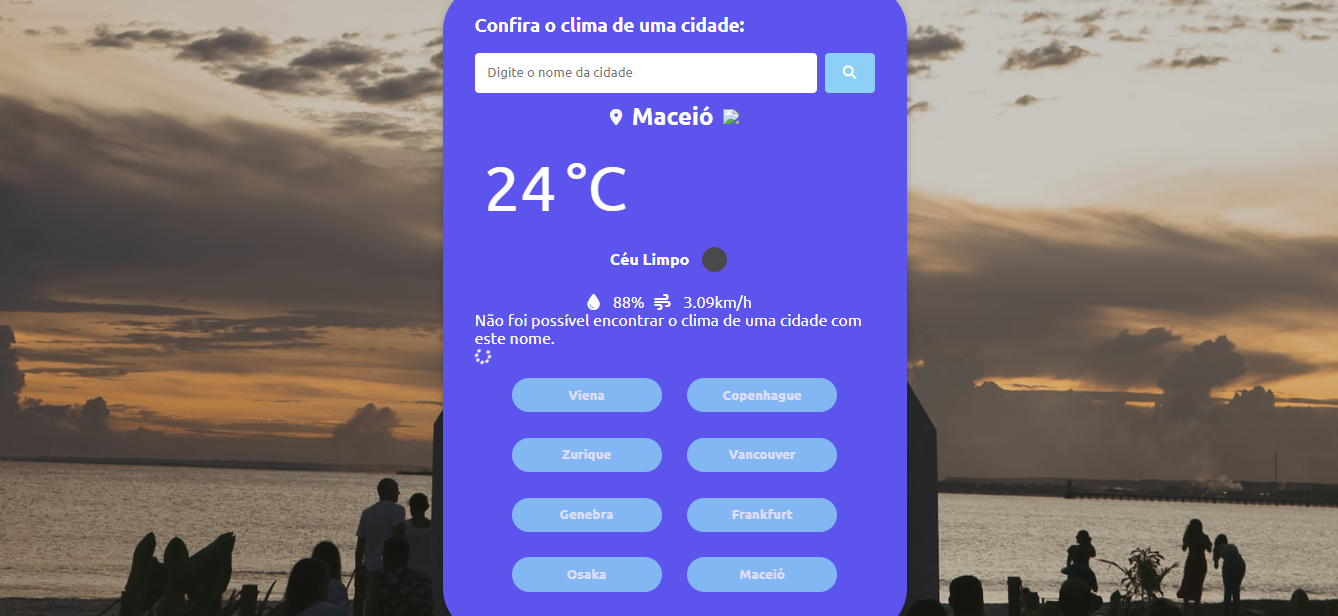 Confira o clima de uma cidade:
Digite o nome da cidade
Maceió
24 °C
Céu Limpo
88% 3.09km/h
Não foi possível encontrar o clima de uma cidade com
este nome.
Viena Copenhague
Zurique Vancouver
Genebra Frankfurt
Osaka Maceió